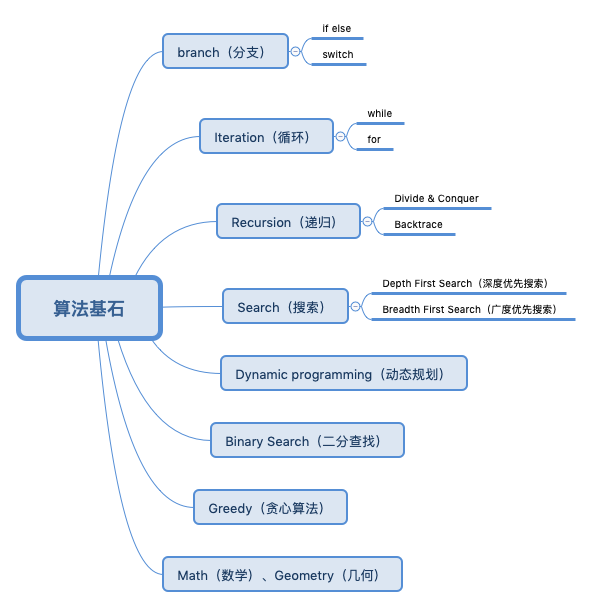 算法基石
branch（分支）
if else
switch
Iteration（循环）
while
for
Recursion（递归）
Divide & Conquer
Backtrace
Search（搜索）
Depth First Search（深度优先搜索）
Breadth First Search（广度优先搜索）
Dynamic programming（动态规划）
Binary Search（二分查找）
Greedy（贪心算法）
Math（数学）、Geometry（几何）